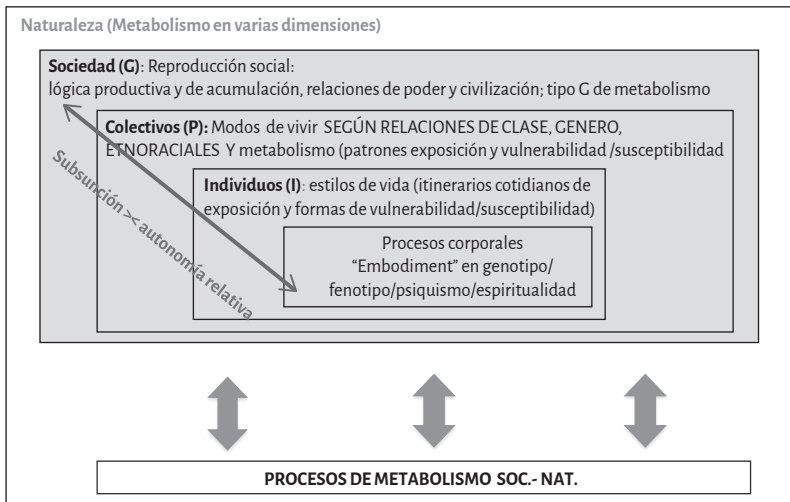 Naturaleza (Metabolismo en varias dimensiones)
Sociedad (G): Reproducción social:
lógica productiva y de acumulación, relaciones de poder y civilización; tipo G de metabolismo
Colectivos (P): Modos de vivir SEGÚN RELACIONES DE CLASE, GENERO,
ETNORACIALES Y metabolismo (patrones exposición y vulnerabilidad /susceptibilidad
Individuos (I): estilos de vida (itinerarios cotidianos de
exposición y formas de vulnerabilidad/susceptibilidad)
Procesos corporales
“Embodiment” en genotipo/
fenotipo/psiquismo/espiritualidad
Subsunción >< autonomía relativa
PROCESOS DE METABOLISMO SOC.- NAT.